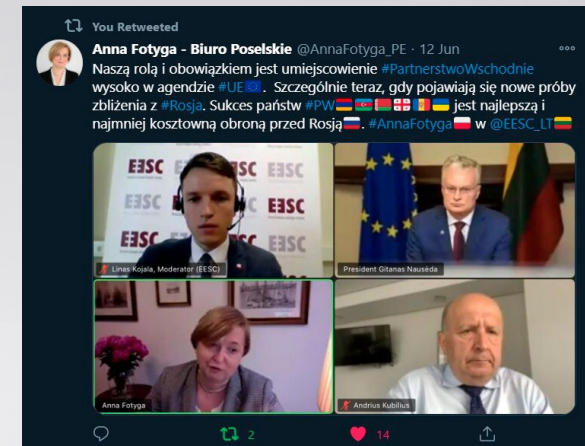 You Retweeted
Anna Fotyga - Biuro Poselskie @AnnaFotyga_PE · 12 Jun
Naszą rolą i obowiązkiem jest umiejscowienie #PartnerstwoWschodnie
wysoko w agendzie #UE🇪🇺. Szczególnie teraz, gdy pojawiają się nowe próby
zbliżenia z #Rosja. Sukces państw #PW🇦🇲🇦🇿🇧🇾🇬🇪🇲🇩🇺🇦 jest najlepszą i
najmniej kosztowną obroną przed Rosją🇷🇺. #AnnaFotyga🇵🇱 w @EESC_LT🇱🇹
EESC SC EESC
EESC EESC
EESC EESC
Linas Kojala, Moderator (EESC)
President Gitanas Nausėda
Anna Fotyga
Andrius Kubilius
2
14